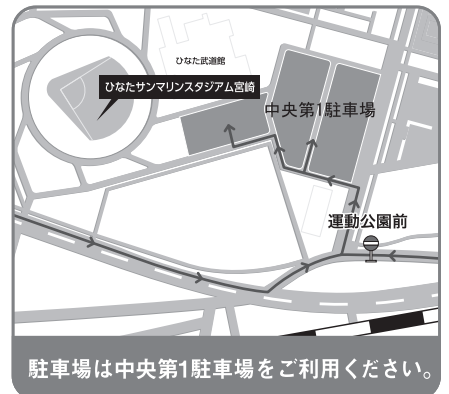 ひなた武道館
ひなたサンマリンスタジアム宮崎
中央第1駐車場
運動公園前
駐車場は中央第1駐車場をご利用ください。